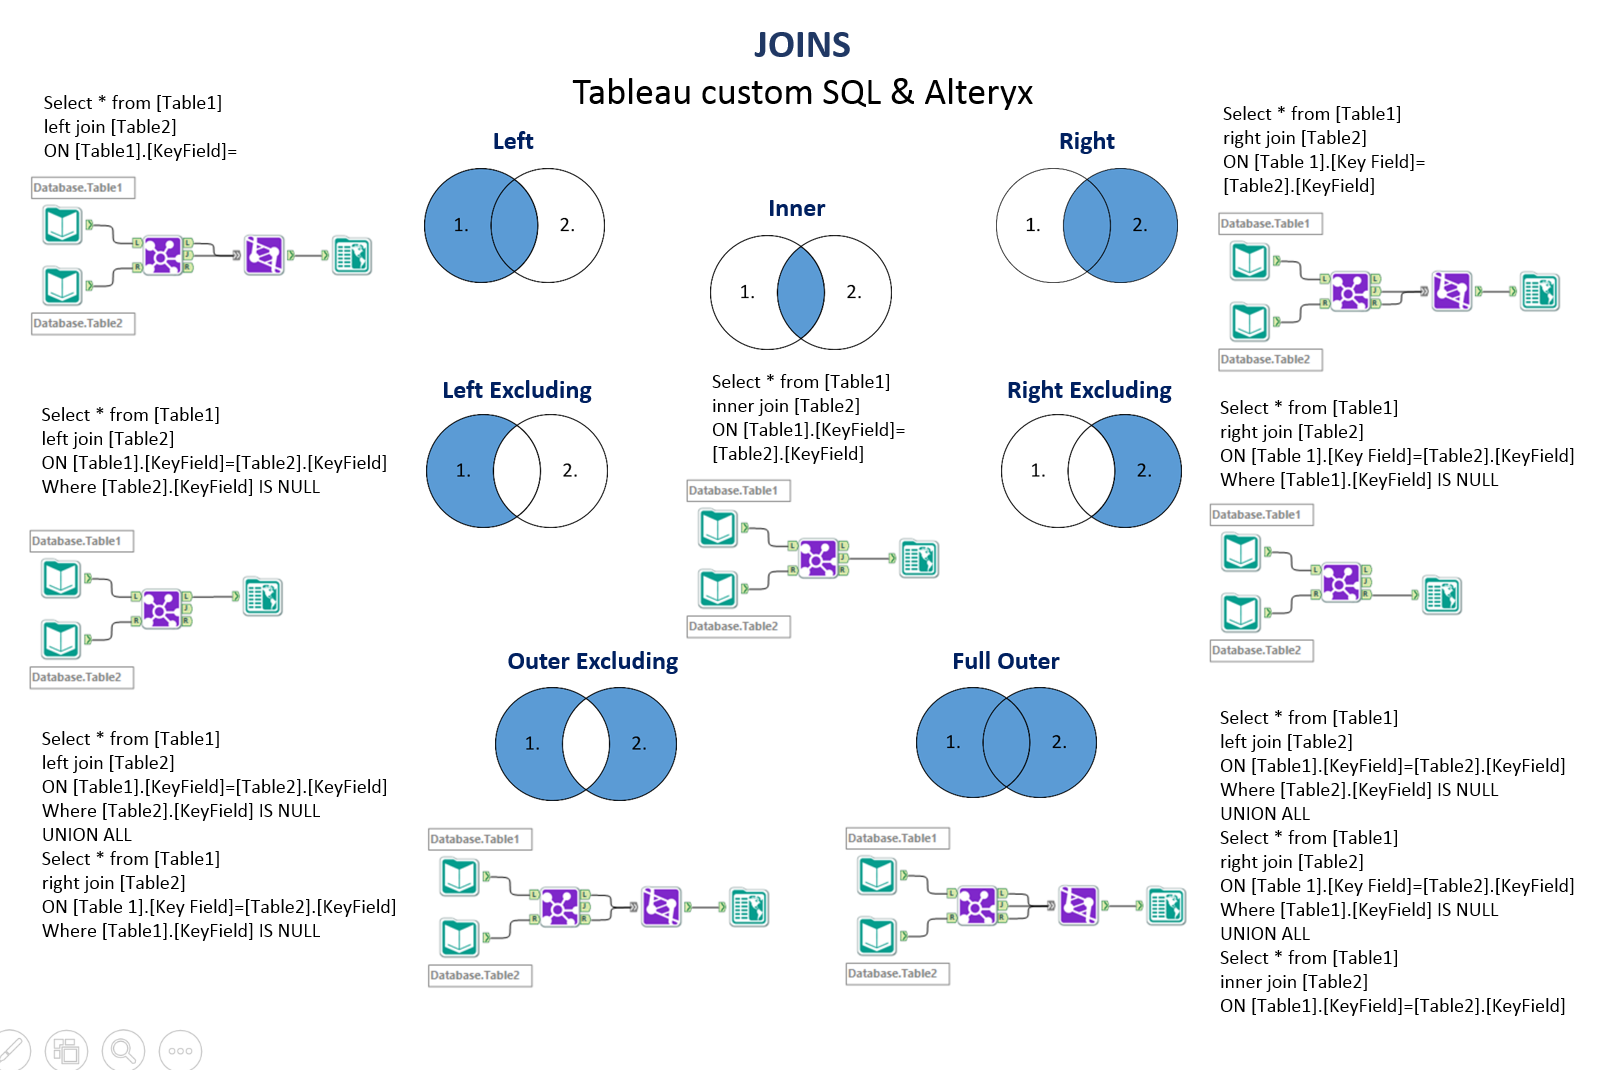 JOINS
Tableau custom SQL & Alteryx
Select * from [Table1]
left join [Table2]
ON [Table1].[KeyField]=
Database.Table1
L
R
L
J
R
Database.Table2
Left
1.
2.
Inner
1.
2.
Right
1.
2.
Select * from [Table1]
right join [Table2]
ON [Table 1].[Key Field]=
[Table2].[KeyField]
Database.Table1
L
R
L
J
R
Database.Table2
Select * from [Table1]
left join [Table2]
ON [Table1].[KeyField]=[Table2].[KeyField]
Where [Table2].[KeyField] IS NULL
Database.Table1
L
R
L
J
R
Database.Table2
Left Excluding
1.
2.
Select * from [Table1]
inner join [Table2]
ON [Table1].[KeyField]=
[Table2].[KeyField]
Database.Table1
L
R
L
J
R
Database.Table2
Right Excluding
1.
2.
Select * from [Table1]
right join [Table2]
ON [Table 1].[Key Field]=[Table2].[KeyField]
Where [Table1].[KeyField] IS NULL
Database.Table1
L
R
L
J
R
Database.Table2
Select * from [Table1]
left join [Table2]
ON [Table1].[KeyField]=[Table2].[KeyField]
Where [Table2].[KeyField] IS NULL
UNION ALL
Select * from [Table1]
right join [Table2]
ON [Table 1].[Key Field]=[Table2].[KeyField]
Where [Table1].[KeyField] IS NULL
Outer Excluding
1.
2.
Database.Table1
L
R
L
J
R
Database.Table2
Full Outer
1.
2.
Database.Table1
L
R
L
J
R
Database.Table2
Select * from [Table1]
left join [Table2]
ON [Table1].[KeyField]=[Table2].[KeyField]
Where [Table2].[KeyField] IS NULL
UNION ALL
Select * from [Table1]
right join [Table2]
ON [Table 1].[Key Field]=[Table2].[KeyField]
Where [Table1].[KeyField] IS NULL
UNION ALL
Select * from [Table1]
inner join [Table2]
ON [Table1].[KeyField]=[Table2].[KeyField]